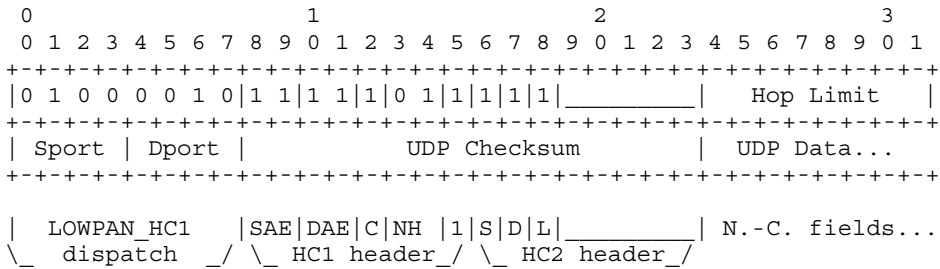 0                   1                   2                   3
 0 1 2 3 4 5 6 7 8 9 0 1 2 3 4 5 6 7 8 9 0 1 2 3 4 5 6 7 8 9 0 1
+-+-+-+-+-+-+-+-+-+-+-+-+-+-+-+-+-+-+-+-+-+-+-+-+-+-+-+-+-+-+-+-+
|0 1 0 0 0 0 1 0|1 1|1 1|1|0 1|1|1|1|1|_________|   Hop Limit   |
+-+-+-+-+-+-+-+-+-+-+-+-+-+-+-+-+-+-+-+-+-+-+-+-+-+-+-+-+-+-+-+-+
| Sport | Dport |           UDP Checksum        |  UDP Data...
+-+-+-+-+-+-+-+-+-+-+-+-+-+-+-+-+-+-+-+-+-+-+-+-+-+-+-+-+-+-+-+-+
|  LOWPAN_HC1   |SAE|DAE|C|NH |1|S|D|L|_________| N.-C. fields...
\_  dispatch  _/ \_ HC1 header_/ \_ HC2 header_/